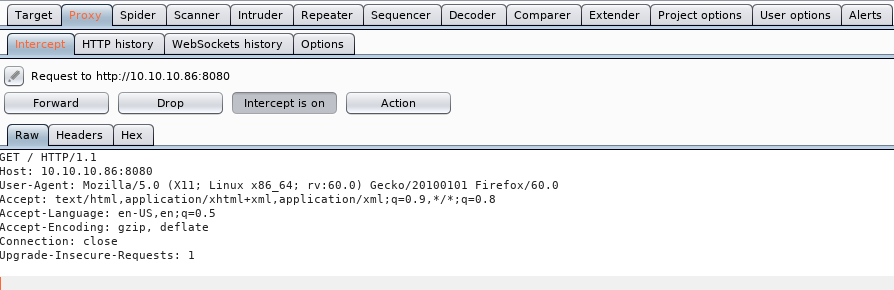 Target Proxy Spider Scanner Intruder Repeater Sequencer Decoder Comparer Extender Project options User options Alerts
Intercept HTTP history WebSockets history Options
Request to http://10.10.10.86:8080
Forward Drop Intercept is on Action
Raw Headers Hex
GET / HTTP/1.1
Host: 10.10.10.86:8080
User-Agent: Mozilla/5.0 (X11; Linux x86_64; rv:60.0) Gecko/20100101 Firefox/60.0
Accept: text/html,application/xhtml+xml,application/xml;q=0.9,*/*;q=0.8
Accept-Language: en-US,en;q=0.5
Accept-Encoding: gzip, deflate
Connection: close
Upgrade-Insecure-Requests: 1